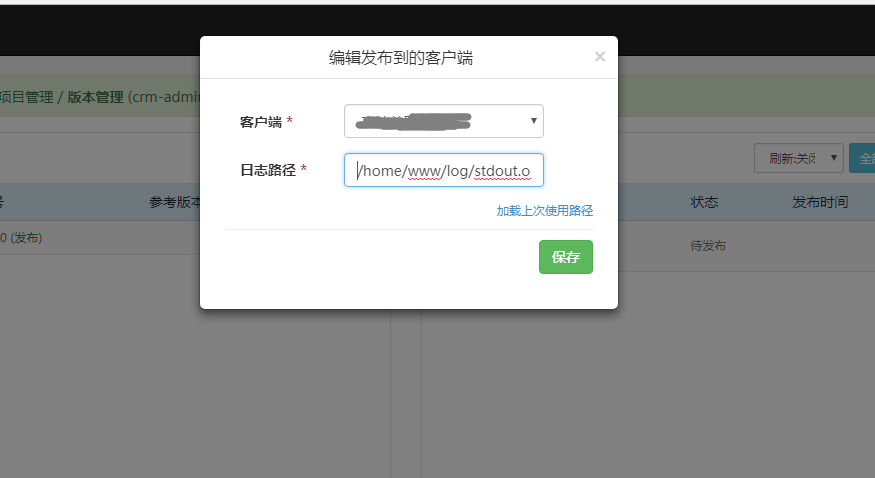 编辑发布到的客户端 ×
项目管理 / 版本管理 (crm-admin
客户端 *
日志路径 * /home/www/log/stdout.o
加载上次使用路径
保存
刷新:关闭
号 参考版本 状态 发布时间
0 (发布) 待发布